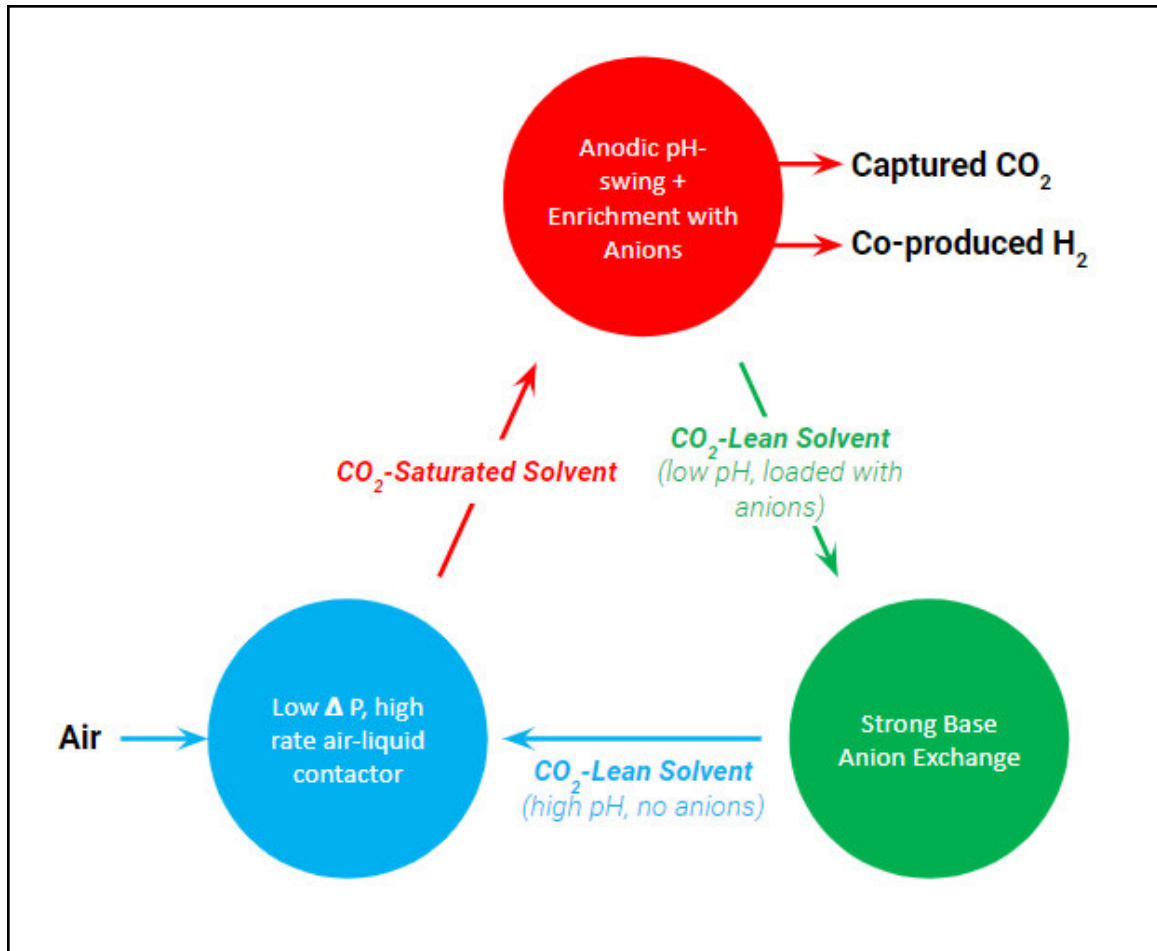 Anodic pH-
swing +
Enrichment with
Anions
Captured CO₂
Co-produced H₂
CO₂-Saturated Solvent
CO₂-Lean Solvent
(low pH, loaded with
anions)
Air
Low Δ P, high
rate air-liquid
contactor
CO₂-Lean Solvent
(high pH, no anions)
Strong Base
Anion Exchange